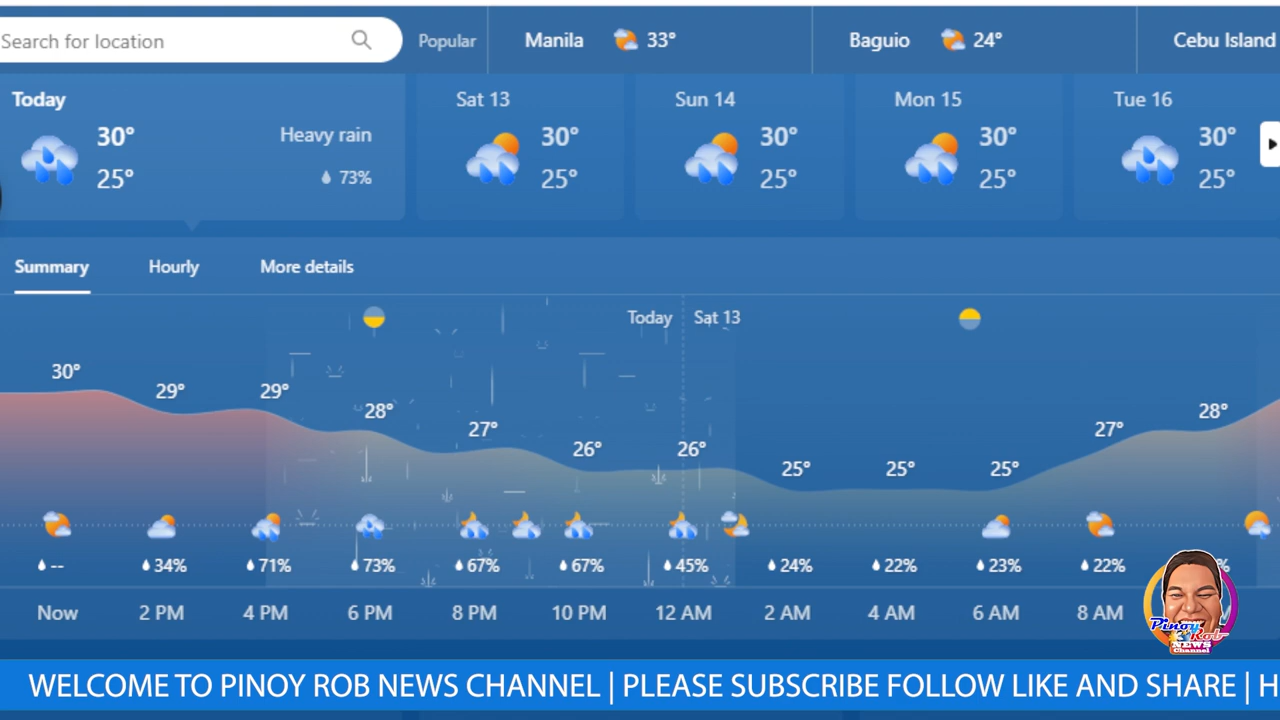 Search for location
Popular
Manila 33°
Baguio 24°
Cebu Island
Today
30°
25°
Heavy rain
73%
Sat 13
30°
25°
Sun 14
30°
25°
Mon 15
30°
25°
Tue 16
30°
25°
Summary Hourly More details
Today Sat 13
30° 29° 29° 28° 27° 26° 26° 25° 25° 25° 27° 28°
-- 34% 71% 73% 67% 67% 45% 24% 22% 23% 22% %
Now 2 PM 4 PM 6 PM 8 PM 10 PM 12 AM 2 AM 4 AM 6 AM 8 AM
Pinoy Rob
NEWS
Channel
WELCOME TO PINOY ROB NEWS CHANNEL | PLEASE SUBSCRIBE FOLLOW LIKE AND SHARE | H